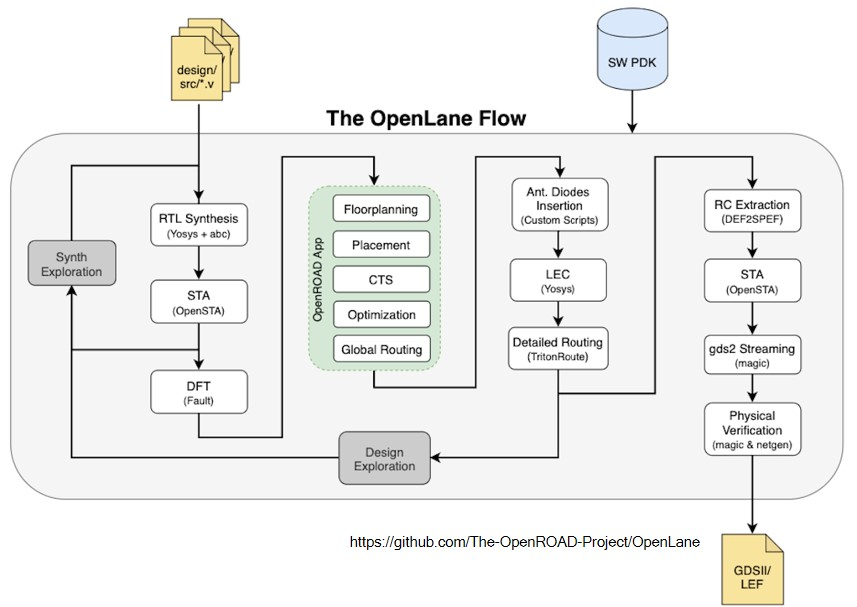 design/
src/*.v
SW PDK
The OpenLane Flow
RTL Synthesis
(Yosys + abc)
Synth
Exploration
STA
(OpenSTA)
DFT
(Fault)
OpenROAD App
Floorplanning
Placement
CTS
Optimization
Global Routing
Ant. Diodes
Insertion
(Custom Scripts)
LEC
(Yosys)
Detailed Routing
(TritonRoute)
Design
Exploration
RC Extraction
(DEF2SPEF)
STA
(OpenSTA)
gds2 Streaming
(magic)
Physical
Verification
(magic & netgen)
https://github.com/The-OpenROAD-Project/OpenLane
GDSII/
LEF